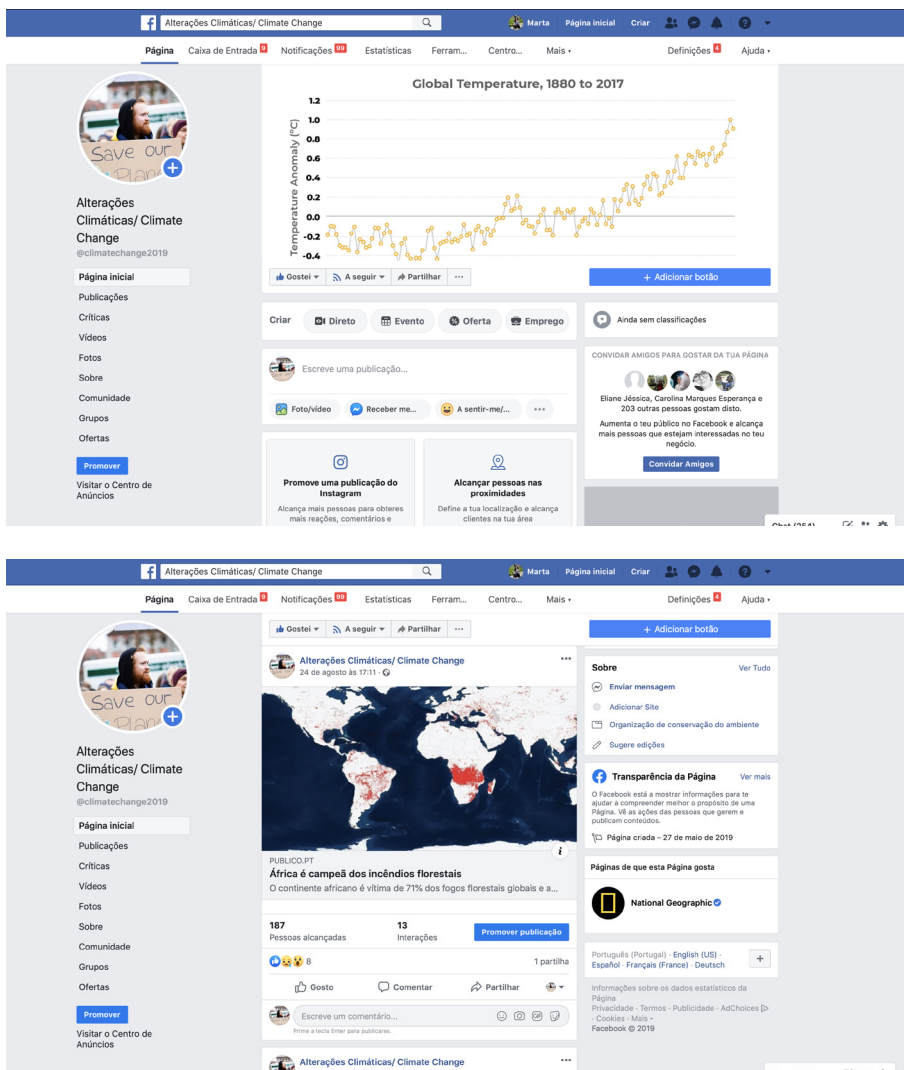 Alterações Climáticas/ Climate Change
Marta Página inicial Criar
Página Caixa de Entrada 9 Notificações 99 Estatísticas Ferram... Centro... Mais Definições 4 Ajuda
Global Temperature, 1880 to 2017
Temperature Anomaly (°C)
1.2
1.0
0.8
0.6
0.4
0.2
0.0
-0.2
-0.4
Save our
Planet
Alterações
Climáticas/ Climate
Change
@climatechange2019
Página inicial
Publicações
Críticas
Vídeos
Fotos
Sobre
Comunidade
Grupos
Ofertas
Promover
Visitar o Centro de
Anúncios
Gostei A seguir Partilhar ...
+ Adicionar botão
Criar Direto Evento Oferta Emprego
Escreve uma publicação...
Foto/vídeo Receber me... A sentir-me/... ...
Promove uma publicação do
Instagram
Alcança mais pessoas para obteres
mais reações, comentários e
Alcançar pessoas nas
proximidades
Define a tua localização e alcança
clientes na tua área
Ainda sem classificações
CONVIDAR AMIGOS PARA GOSTAR DA TUA PÁGINA
Eliane Jéssica, Carolina Marques Esperança e
203 outras pessoas gostam disto.
Aumenta o teu público no Facebook e alcança
mais pessoas que estejam interessadas no teu
negócio.
Convidar Amigos
Alterações Climáticas/ Climate Change
Marta Página inicial Criar
Página Caixa de Entrada 9 Notificações 99 Estatísticas Ferram... Centro... Mais Definições 4 Ajuda
Save our
Alterações
Climáticas/ Climate
Change
@climatechange2019
Página inicial
Publicações
Críticas
Vídeos
Fotos
Sobre
Comunidade
Grupos
Ofertas
Promover
Visitar o Centro de
Anúncios
Gostei A seguir Partilhar ...
+ Adicionar botão
Alterações Climáticas/ Climate Change
24 de agosto às 17:11 ·
PUBLICO.PT
África é campeã dos incêndios florestais
O continente africano é vítima de 71% dos fogos florestais globais e a...
187
Pessoas alcançadas
13
Interações
Promover publicação
8
1 partilha
Gosto Comentar Partilhar
Escreve um comentário...
GIF
Prime a tecla Enter para publicares.
Alterações Climáticas/ Climate Change
Sobre Ver Tudo
Enviar mensagem
Adicionar Site
Organização de conservação do ambiente
Sugere edições
Transparência da Página Ver mais
O Facebook está a mostrar informações para te
ajudar a compreender melhor o propósito de uma
Página. Vê as ações das pessoas que gerem e
publicam conteúdos.
Página criada – 27 de maio de 2019
Páginas de que esta Página gosta
National Geographic
Português (Portugal) · English (US) ·
Español · Français (France) · Deutsch
Informações sobre os dados estatísticos da
Página
Privacidade · Termos · Publicidade · AdChoices
· Cookies · Mais
Facebook © 2019